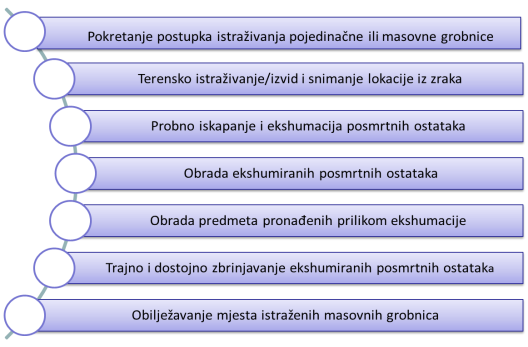 Pokretanje postupka istraživanja pojedinačne ili masovne grobnice
Terensko istraživanje/izvid i snimanje lokacije iz zraka
Probno iskapanje i ekshumacija posmrtnih ostataka
Obrada ekshumiranih posmrtnih ostataka
Obrada predmeta pronađenih prilikom ekshumacije
Trajno i dostojno zbrinjavanje ekshumiranih posmrtnih ostataka
Obilježavanje mjesta istraženih masovnih grobnica